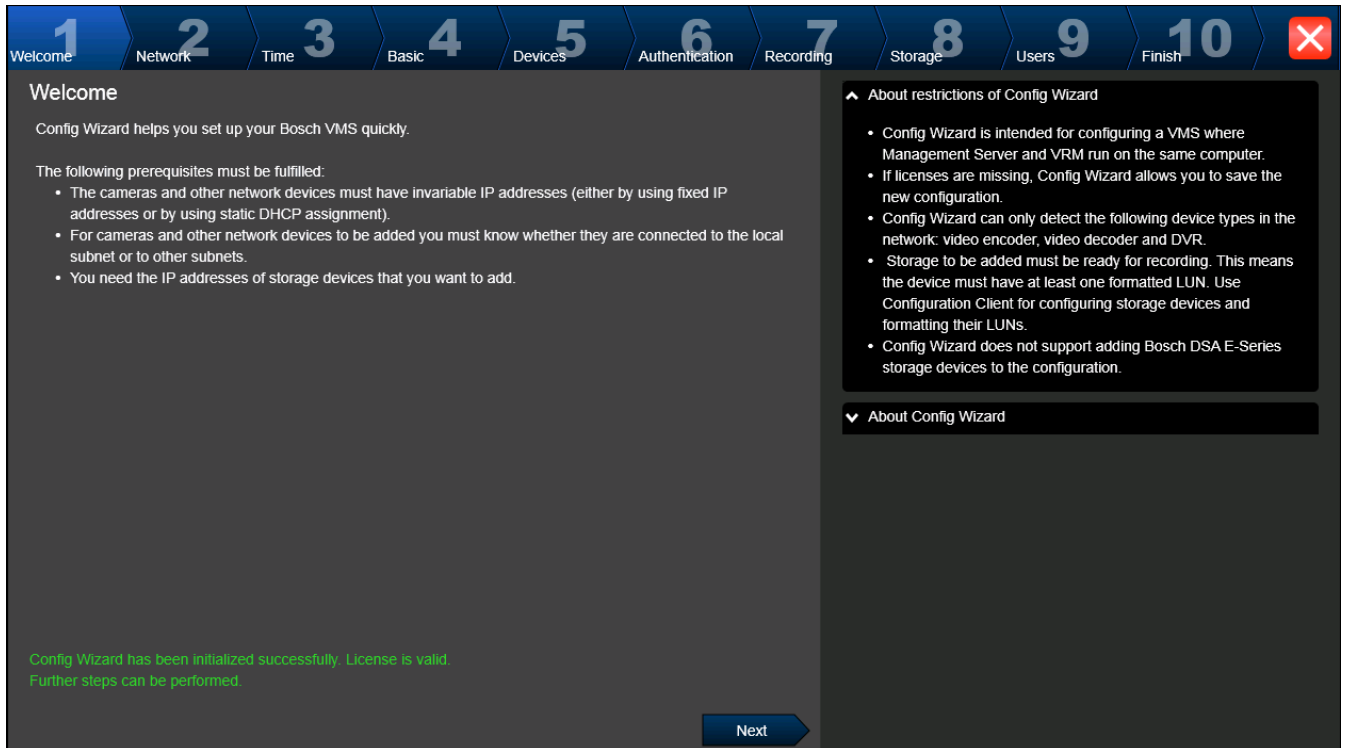 1 Welcome
2 Network
3 Time
4 Basic
5 Devices
6 Authentication
7 Recording
8 Storage
9 Users
10 Finish
Welcome
Config Wizard helps you set up your Bosch VMS quickly.
The following prerequisites must be fulfilled:
• The cameras and other network devices must have invariable IP addresses (either by using fixed IP
addresses or by using static DHCP assignment).
• For cameras and other network devices to be added you must know whether they are connected to the local
subnet or to other subnets.
• You need the IP addresses of storage devices that you want to add.
Config Wizard has been initialized successfully. License is valid.
Further steps can be performed.
Next
About restrictions of Config Wizard
• Config Wizard is intended for configuring a VMS where
Management Server and VRM run on the same computer.
• If licenses are missing, Config Wizard allows you to save the
new configuration.
• Config Wizard can only detect the following device types in the
network: video encoder, video decoder and DVR.
• Storage to be added must be ready for recording. This means
the device must have at least one formatted LUN. Use
Configuration Client for configuring storage devices and
formatting their LUNs.
• Config Wizard does not support adding Bosch DSA E-Series
storage devices to the configuration.
About Config Wizard